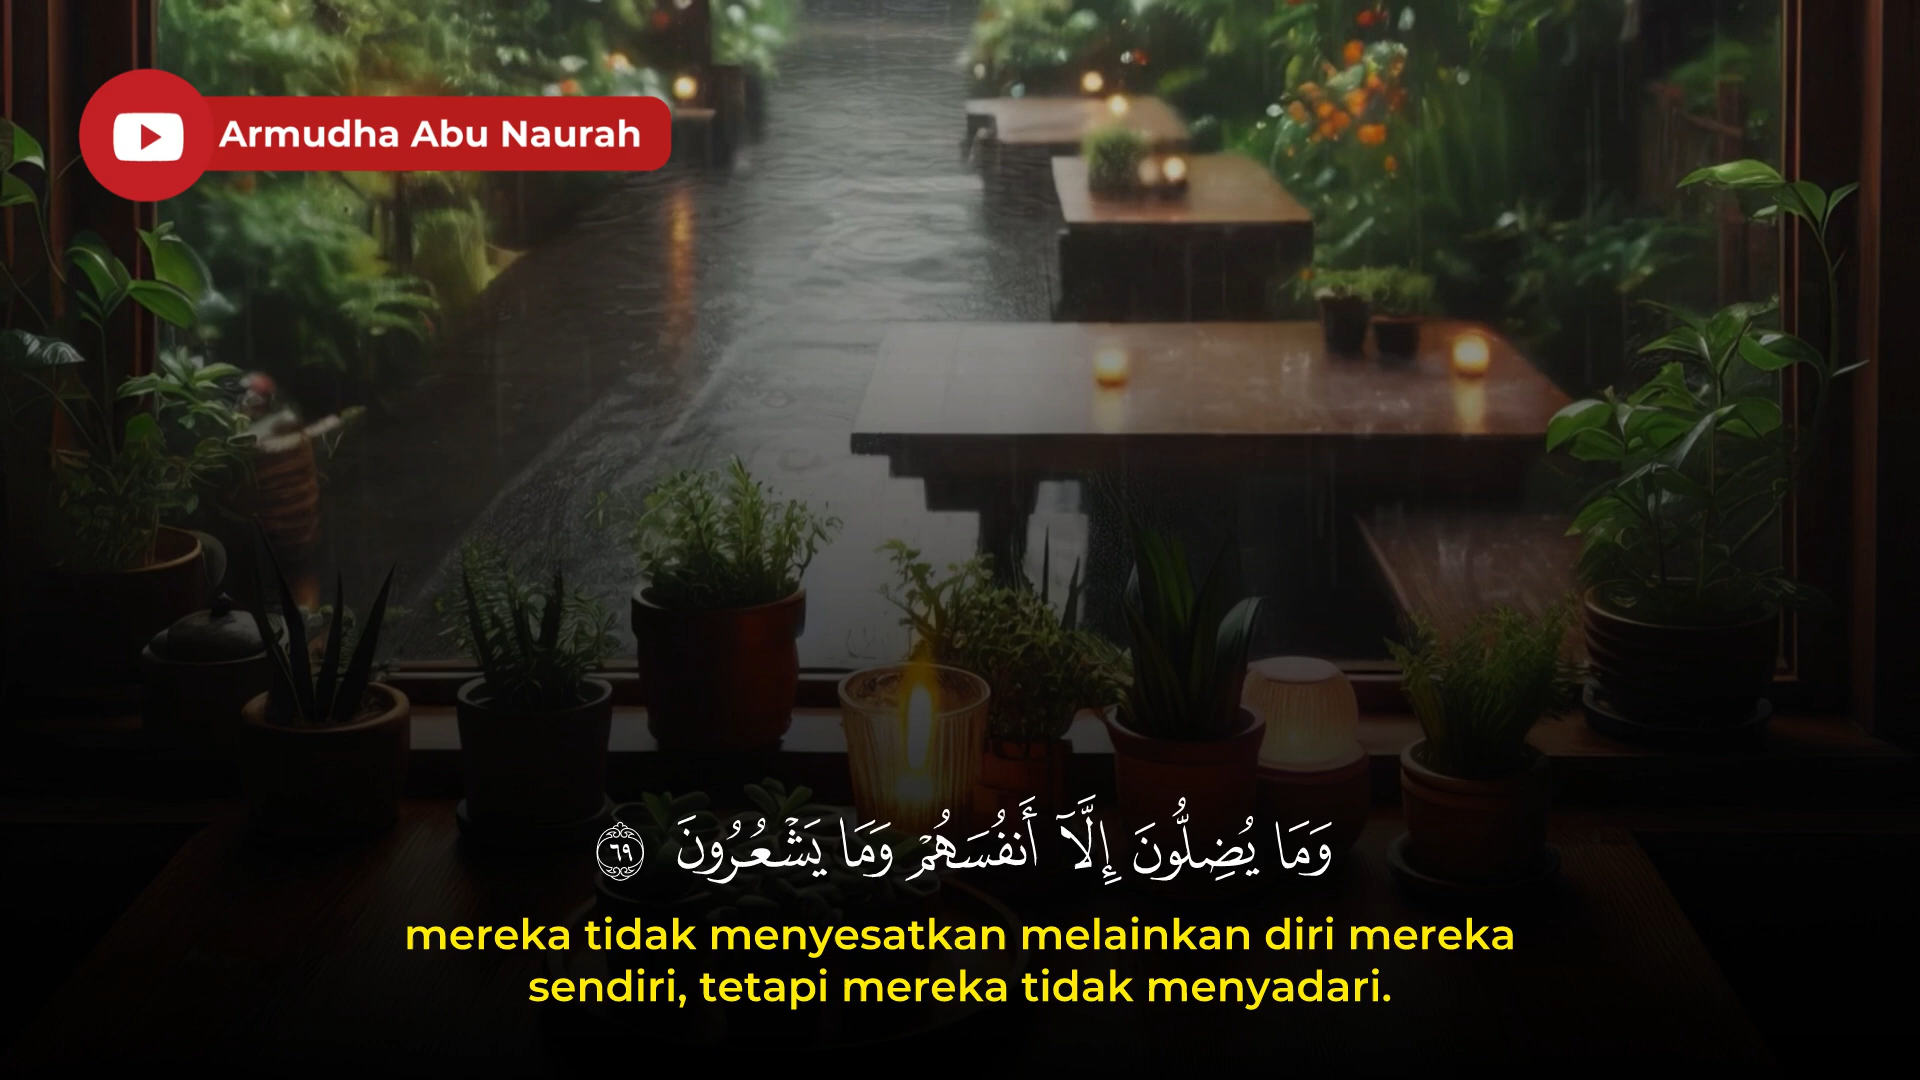 Armudha Abu Naurah
وَمَا يُضِلُّونَ إِلَّآ أَنفُسَهُمْ وَمَا يَشْعُرُونَ ٦٩
mereka tidak menyesatkan melainkan diri mereka
sendiri, tetapi mereka tidak menyadari.